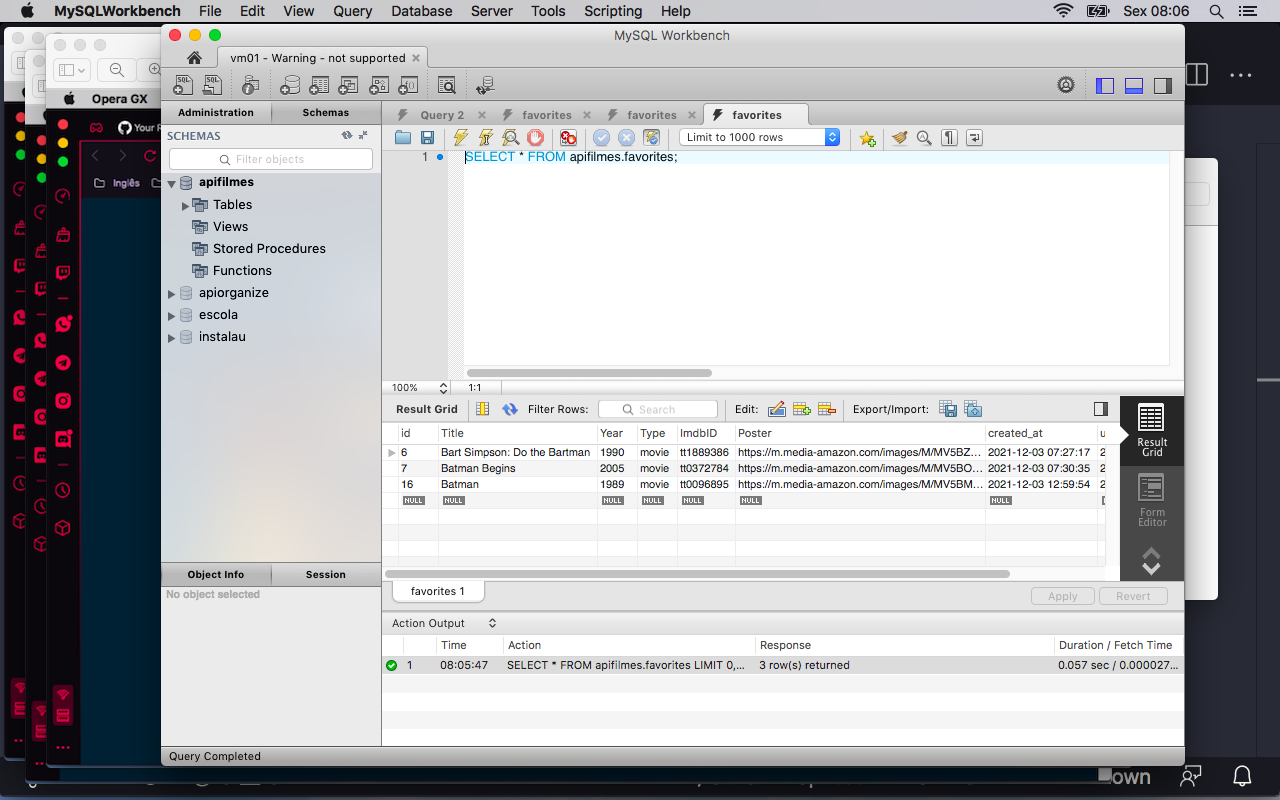 MySQLWorkbench File Edit View Query Database Server Tools Scripting Help Sex 08:06
MySQL Workbench
vm01 - Warning - not supported
Opera GX
Administration Schemas
Query 2 favorites favorites favorites
Your R
SCHEMAS
Limit to 1000 rows
Filter objects
1 SELECT * FROM apifilmes.favorites;
Inglês
apifilmes
Tables
Views
Stored Procedures
Functions
apiorganize
escola
instalau
100% 1:1
Result Grid Filter Rows: Search Edit: Export/Import:
id Title Year Type ImdbID Poster created_at u
Result Grid
6 Bart Simpson: Do the Bartman 1990 movie tt1889386 https://m.media-amazon.com/images/M/MV5BZ... 2021-12-03 07:27:17 2
7 Batman Begins 2005 movie tt0372784 https://m.media-amazon.com/images/M/MV5BO... 2021-12-03 07:30:35 2
16 Batman 1989 movie tt0096895 https://m.media-amazon.com/images/M/MV5BM... 2021-12-03 12:59:54 2
NULL NULL NULL NULL NULL NULL NULL
Form Editor
Object Info Session
No object selected
favorites 1 Apply Revert
Action Output
Time Action Response Duration / Fetch Time
1 08:05:47 SELECT * FROM apifilmes.favorites LIMIT 0,... 3 row(s) returned 0.057 sec / 0.000027...
Query Completed
own